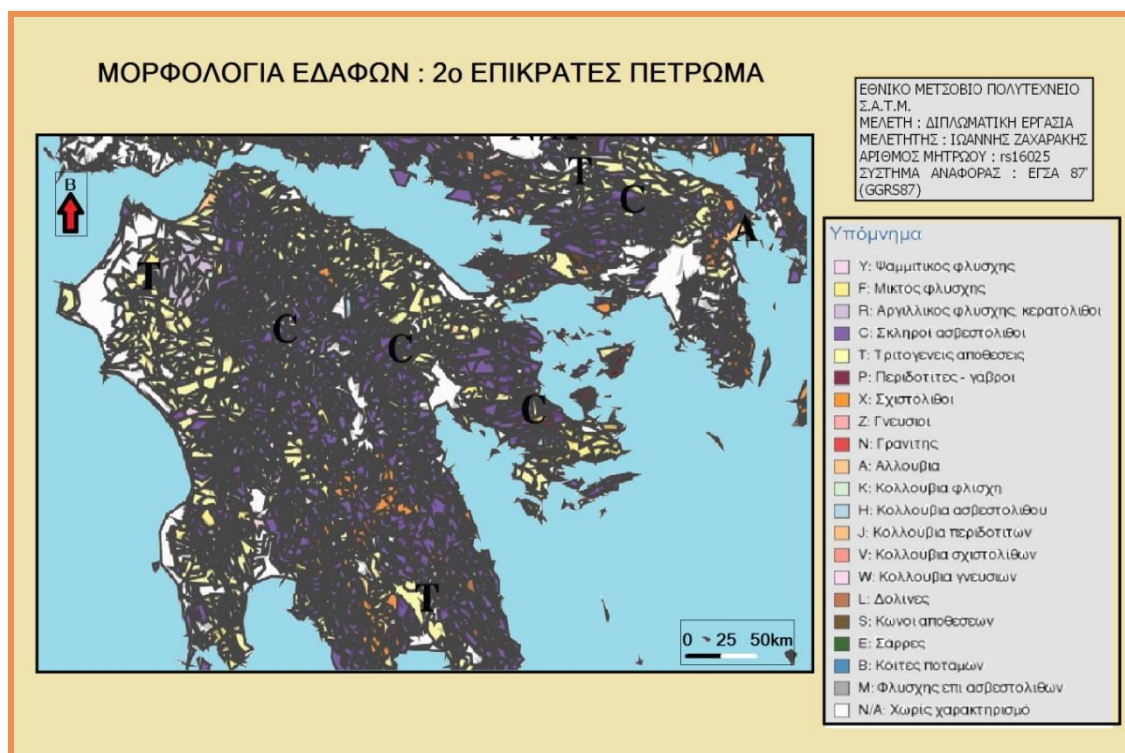 ΜΟΡΦΟΛΟΓΙΑ ΕΔΑΦΩΝ : 2ο ΕΠΙΚΡΑΤΕΣ ΠΕΤΡΩΜΑ
ΕΘΝΙΚΟ ΜΕΤΣΟΒΙΟ ΠΟΛΥΤΕΧΝΕΙΟ
Σ.Α.Τ.Μ.
ΜΕΛΕΤΗ : ΔΙΠΛΩΜΑΤΙΚΗ ΕΡΓΑΣΙΑ
ΜΕΛΕΤΗΤΗΣ : ΙΩΑΝΝΗΣ ΖΑΧΑΡΑΚΗΣ
ΑΡΙΘΜΟΣ ΜΗΤΡΩΟΥ : rs16025
ΣΥΣΤΗΜΑ ΑΝΑΦΟΡΑΣ : ΕΓΣΑ 87'
(GGRS87)
Β
T
C
A
T
C
C
C
T
0 25 50km
Υπόμνημα
Y: Ψαμμιτικος φλυσχης
F: Μικτος φλυσχης
R: Αργιλλικος φλυσχης, κερατολιθοι
C: Σκληροι ασβεστολιθοι
T: Τριτογενεις αποθεσεις
P: Περιδοτιτες - γαβροι
X: Σχιστολιθοι
Z: Γνευσιοι
N: Γρανιτης
A: Αλλουβια
K: Κολλουβια φλισχη
H: Κολλουβια ασβεστολιθου
J: Κολλουβια περιδοτιτων
V: Κολλουβια σχιστολιθων
W: Κολλουβια γνευσιων
L: Δολινες
S: Κωνοι αποθεσεων
E: Σαρρες
B: Κοιτες ποταμων
M: Φλυσχης επι ασβεστολιθων
N/A: Χωρίς χαρακτηρισμό